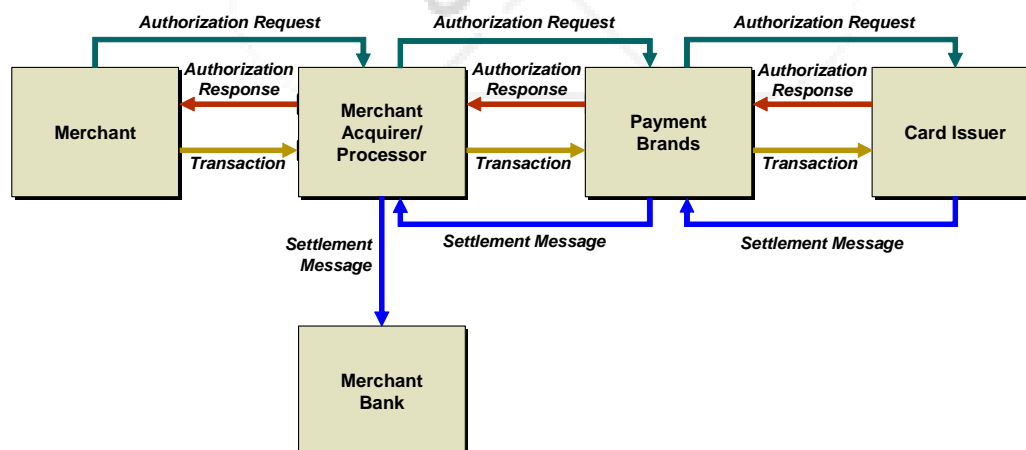 Authorization Request
Authorization Request
Authorization Request
Merchant
Authorization
Response
Transaction
Merchant
Acquirer/
Processor
Authorization
Response
Transaction
Payment
Brands
Authorization
Response
Transaction
Card Issuer
Settlement
Message
Settlement Message
Settlement Message
Merchant
Bank